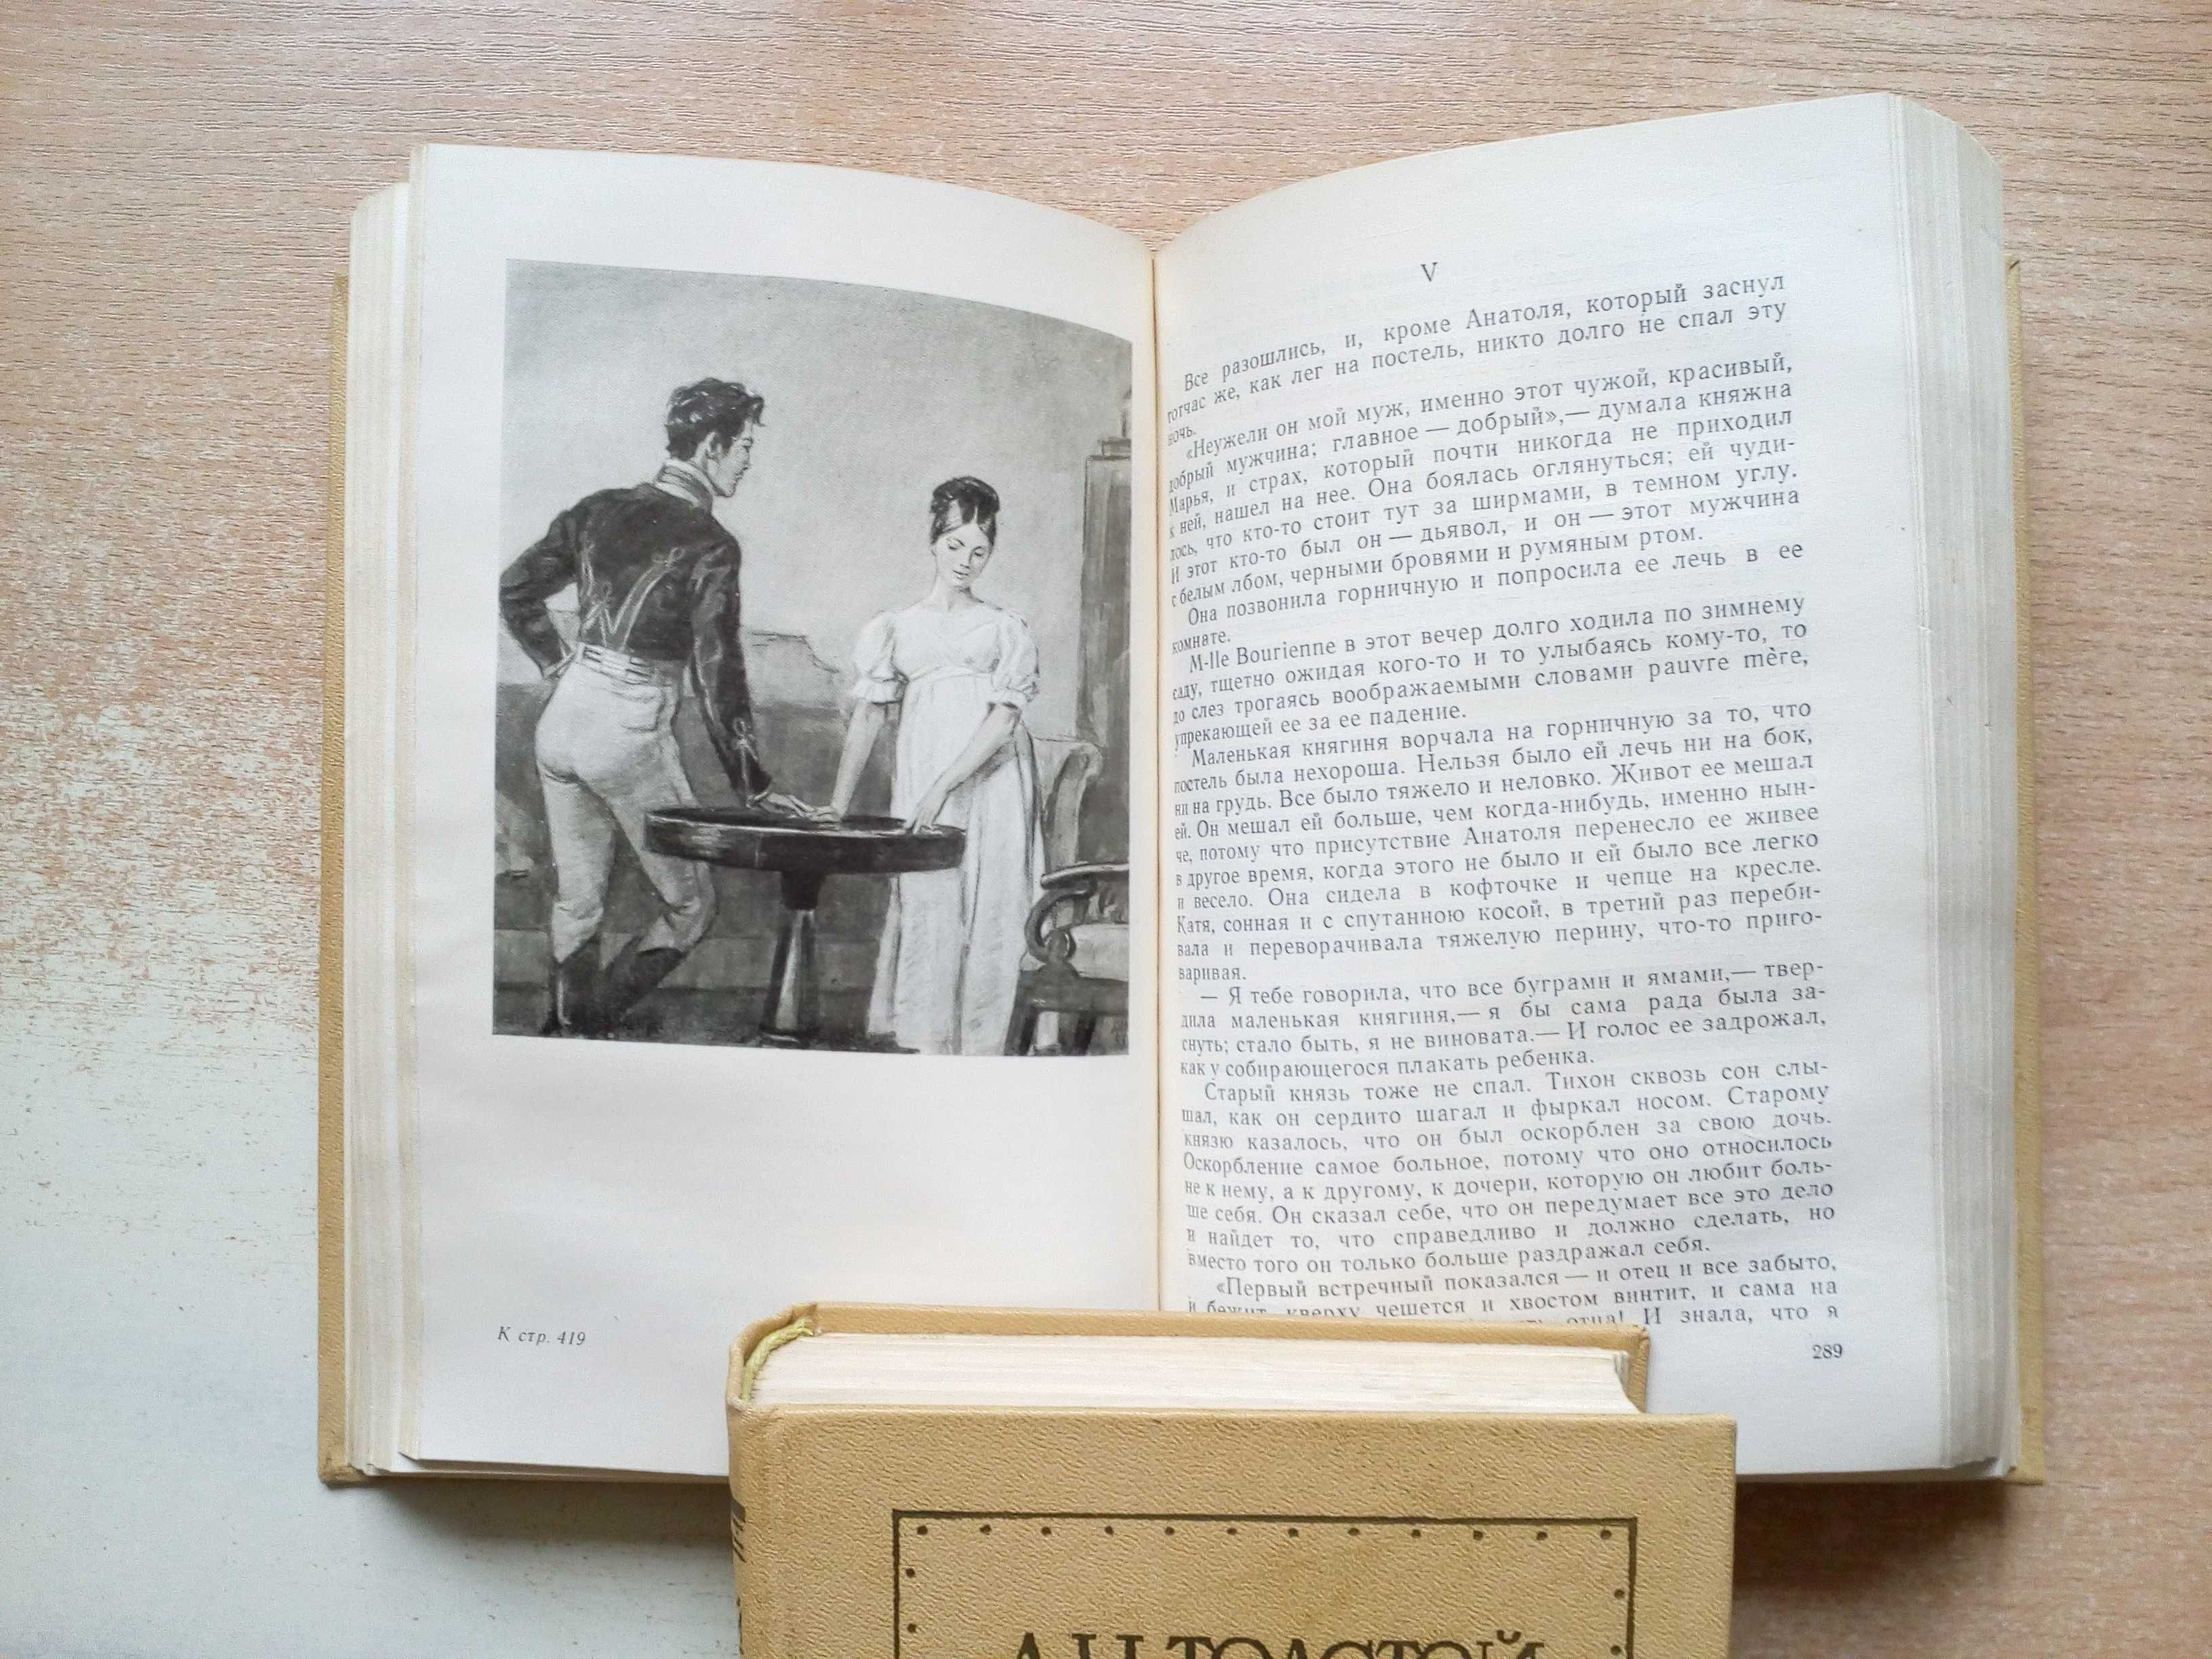 К стр. 419
V
Все разошлись, и, кроме Анатоля, который заснул
тотчас же, как лег на постель, никто долго не спал эту
ночь.
«Неужели он мой муж, именно этот чужой, красивый,
добрый мужчина; главное — добрый»,— думала княжна
Марья, и страх, который почти никогда не приходил
к ней, нашел на нее. Она боялась оглянуться; ей чуди-
лось, что кто-то стоит тут за ширмами, в темном углу.
И этот кто-то был он — дьявол, и он — этот мужчина
с белым лбом, черными бровями и румяным ртом.
Она позвонила горничную и попросила ее лечь в ее
комнате.
M-lle Bourienne в этот вечер долго ходила по зимнему
саду, тщетно ожидая кого-то и то улыбаясь кому-то, то
до слез трогаясь воображаемыми словами pauvre mère,
упрекающей ее за ее падение.
Маленькая княгиня ворчала на горничную за то, что
постель была нехороша. Нельзя было ей лечь ни на бок,
ни на грудь. Все было тяжело и неловко. Живот ее мешал
ей. Он мешал ей больше, чем когда-нибудь, именно нын-
че, потому что присутствие Анатоля перенесло ее живее
в другое время, когда этого не было и ей было все легко
и весело. Она сидела в кофточке и чепце на кресле.
Катя, сонная и с спутанною косой, в третий раз переби-
вала и переворачивала тяжелую перину, что-то приго-
варивая.
— Я тебе говорила, что все буграми и ямами,— твер-
дила маленькая княгиня,— я бы сама рада была за-
снуть; стало быть, я не виновата.— И голос ее задрожал,
как у собирающегося плакать ребенка.
Старый князь тоже не спал. Тихон сквозь сон слы-
шал, как он сердито шагал и фыркал носом. Старому
князю казалось, что он был оскорблен за свою дочь.
Оскорбление самое больное, потому что оно относилось
не к нему, а к другому, к дочери, которую он любит боль-
ше себя. Он сказал себе, что он передумает все это дело
и найдет то, что справедливо и должно сделать, но
вместо того он только больше раздражал себя.
«Первый встречный показался — и отец и все забыто,
и бежит, кверху чешется и хвостом винтит, и сама на
отца! И знала, что я
289
Л.Н.ТОЛСТОЙ